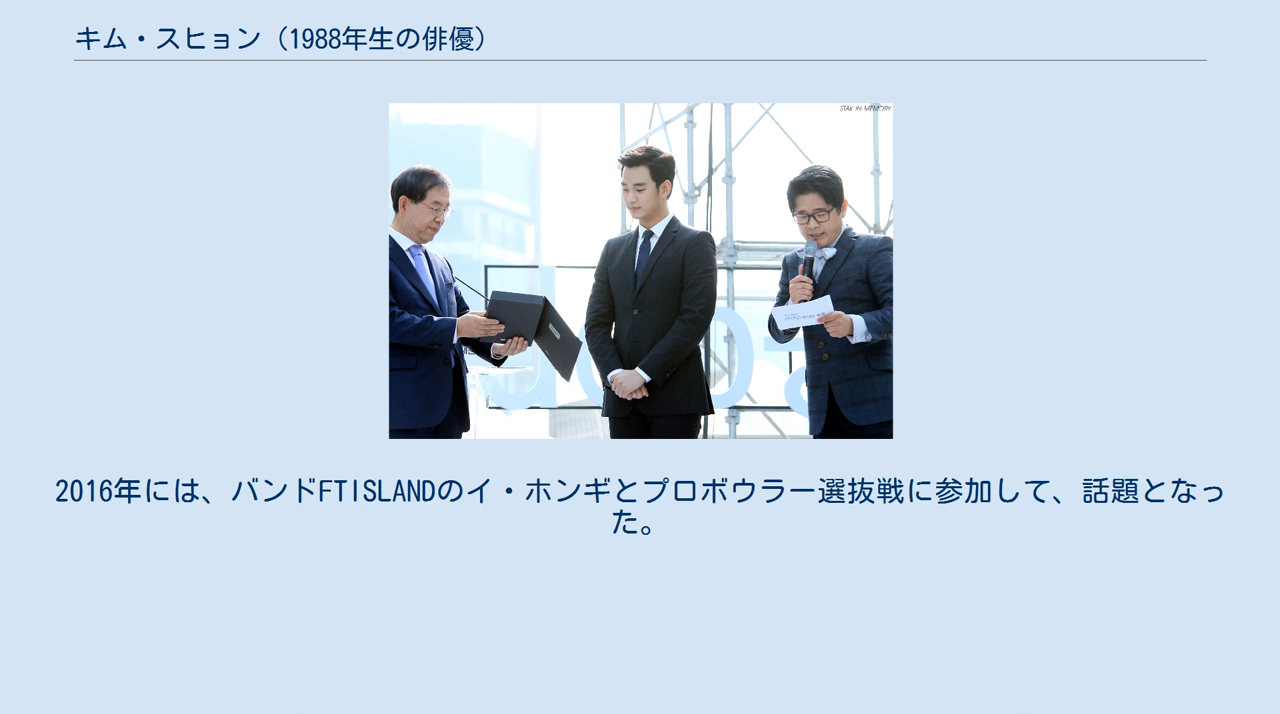 キム・スヒョン（1988年生の俳優）
STAY IN MEMORY
2016年には、バンドFTISLANDのイ・ホンギとプロボウラー選抜戦に参加して、話題となっ
た。